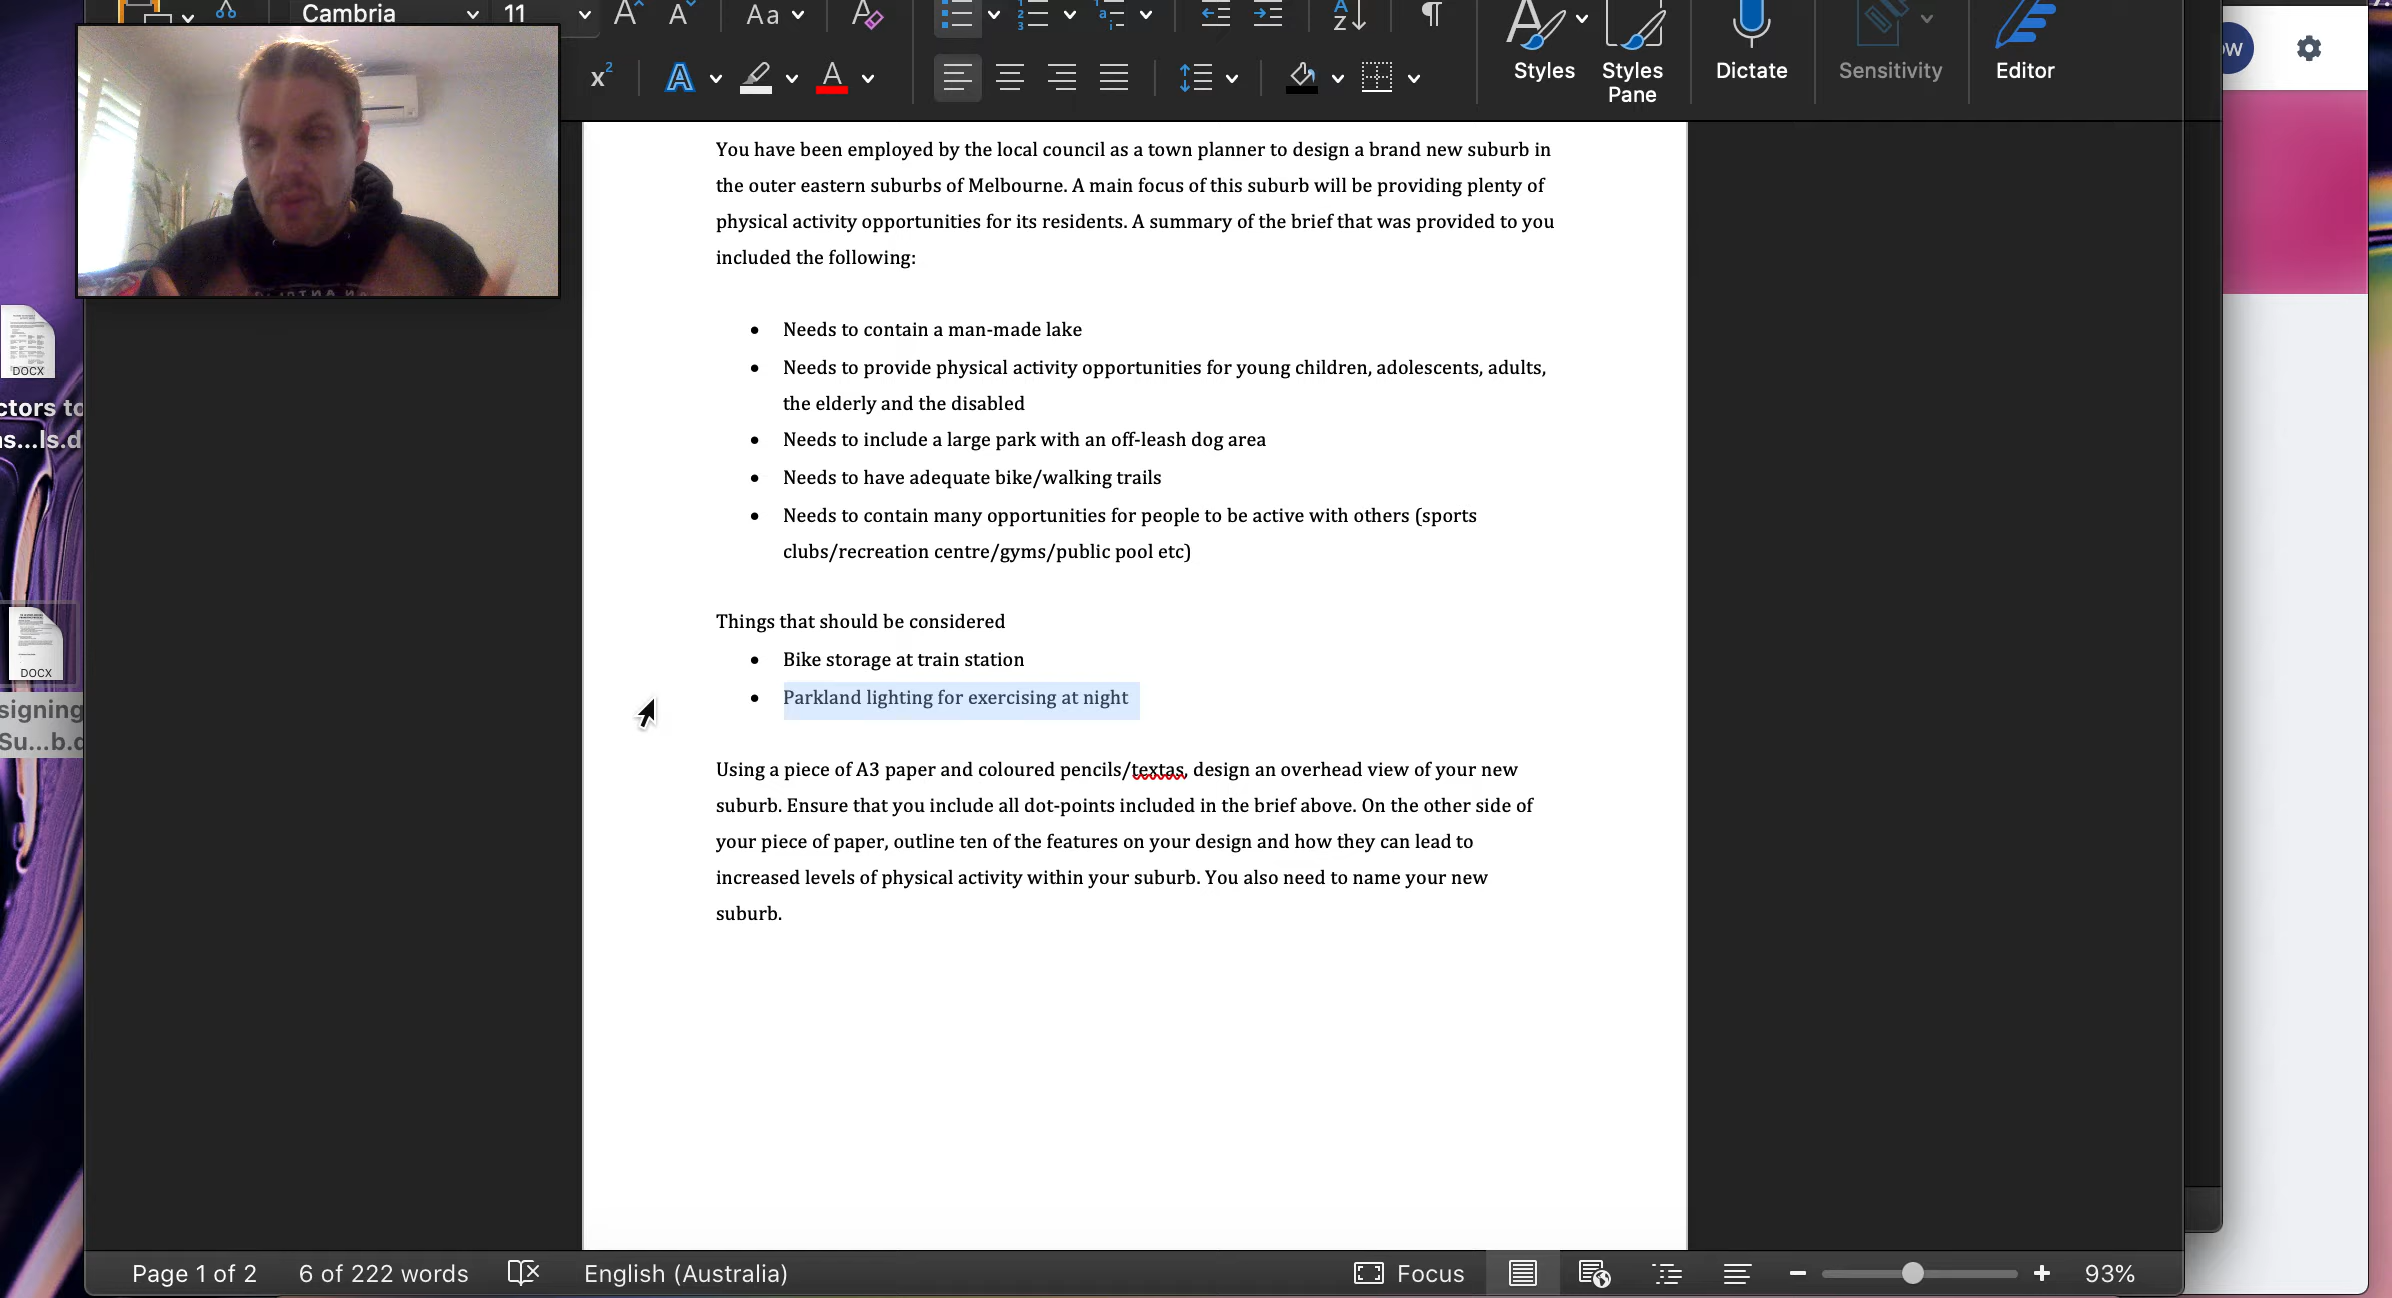 Cambria
11
Aa
Styles
Styles
Pane
Dictate
Sensitivity
Editor
You have been employed by the local council as a town planner to design a brand new suburb in
the outer eastern suburbs of Melbourne. A main focus of this suburb will be providing plenty of
physical activity opportunities for its residents. A summary of the brief that was provided to you
included the following:
• Needs to contain a man-made lake
• Needs to provide physical activity opportunities for young children, adolescents, adults,
the elderly and the disabled
• Needs to include a large park with an off-leash dog area
• Needs to have adequate bike/walking trails
• Needs to contain many opportunities for people to be active with others (sports
clubs/recreation centre/gyms/public pool etc)
Things that should be considered
• Bike storage at train station
• Parkland lighting for exercising at night
Using a piece of A3 paper and coloured pencils/textas, design an overhead view of your new
suburb. Ensure that you include all dot-points included in the brief above. On the other side of
your piece of paper, outline ten of the features on your design and how they can lead to
increased levels of physical activity within your suburb. You also need to name your new
suburb.
DOCX
ctors to
s...ls.d
DOCX
signing
Su...b.d
Page 1 of 2
6 of 222 words
English (Australia)
Focus
93%